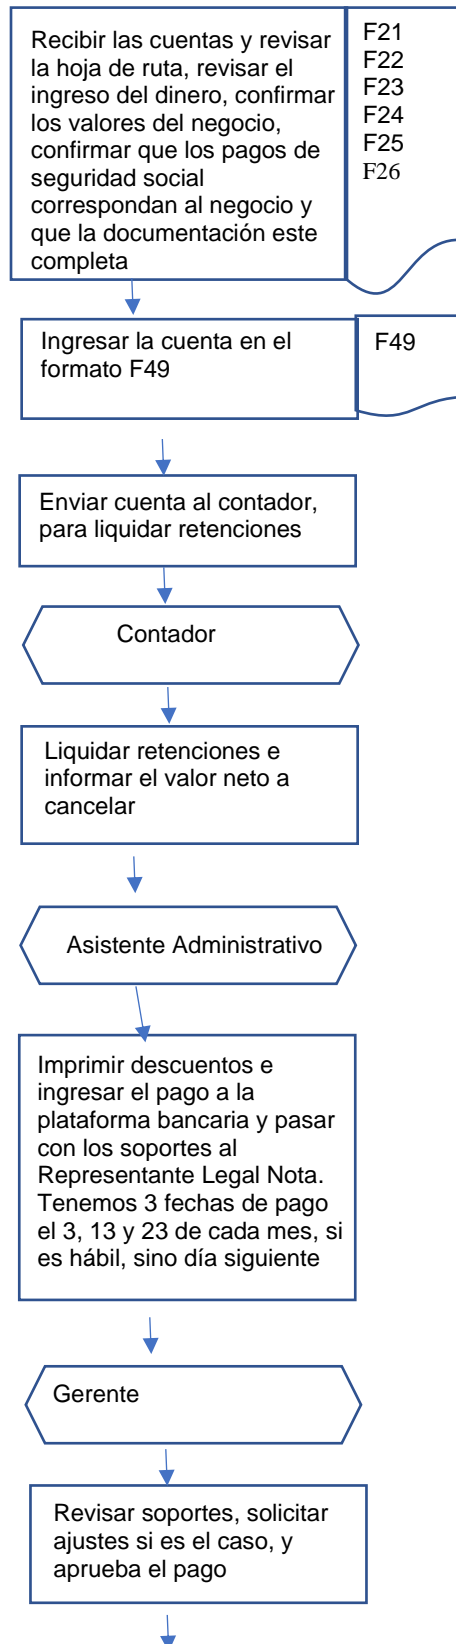 Recibir las cuentas y revisar
la hoja de ruta, revisar el
ingreso del dinero, confirmar
los valores del negocio,
confirmar que los pagos de
seguridad social
correspondan al negocio y
que la documentación este
completa
F21
F22
F23
F24
F25
F26
Ingresar la cuenta en el
formato F49
F49
Enviar cuenta al contador,
para liquidar retenciones
Contador
Liquidar retenciones e
informar el valor neto a
cancelar
Asistente Administrativo
Imprimir descuentos e
ingresar el pago a la
plataforma bancaria y pasar
con los soportes al
Representante Legal Nota.
Tenemos 3 fechas de pago
el 3, 13 y 23 de cada mes, si
es hábil, sino día siguiente
Gerente
Revisar soportes, solicitar
ajustes si es el caso, y
aprueba el pago